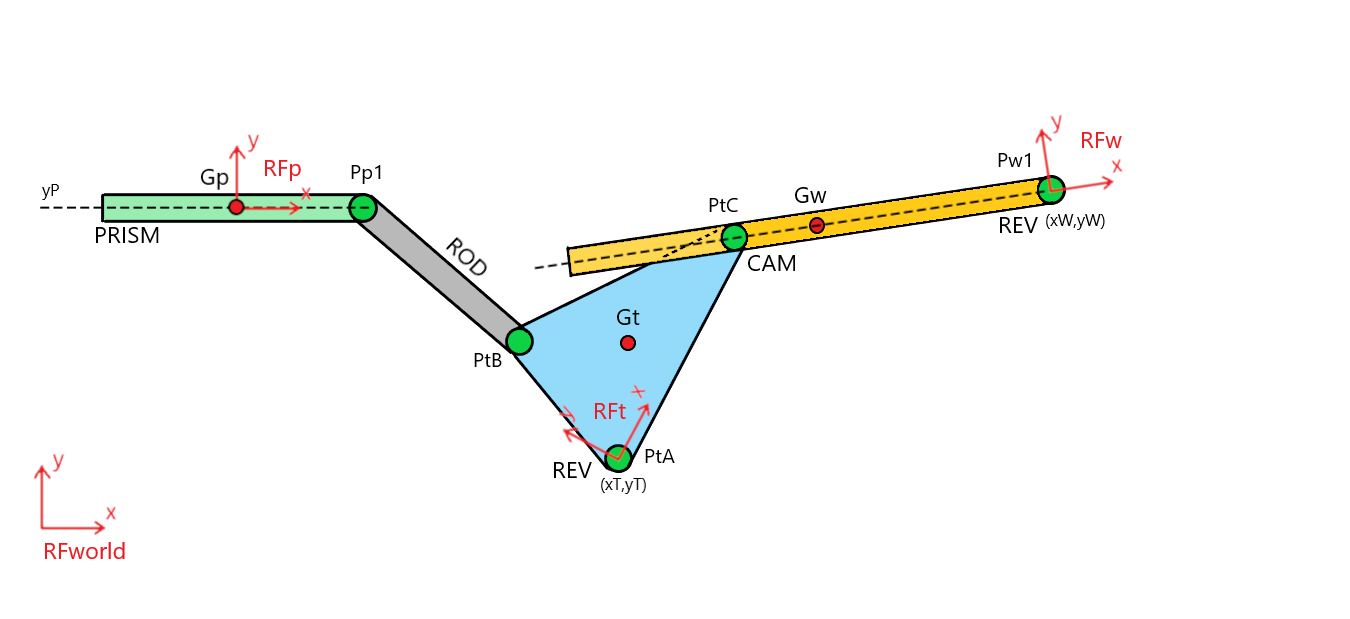 y
RFp
x
Gp
Pp1
yP
PRISM
ROD
y
RFw
x
Pw1
REV
(xW,yW)
Gw
PtC
CAM
Gt
PtB
x
y
RFt
REV
PtA
(xT,yT)
y
x
RFworld